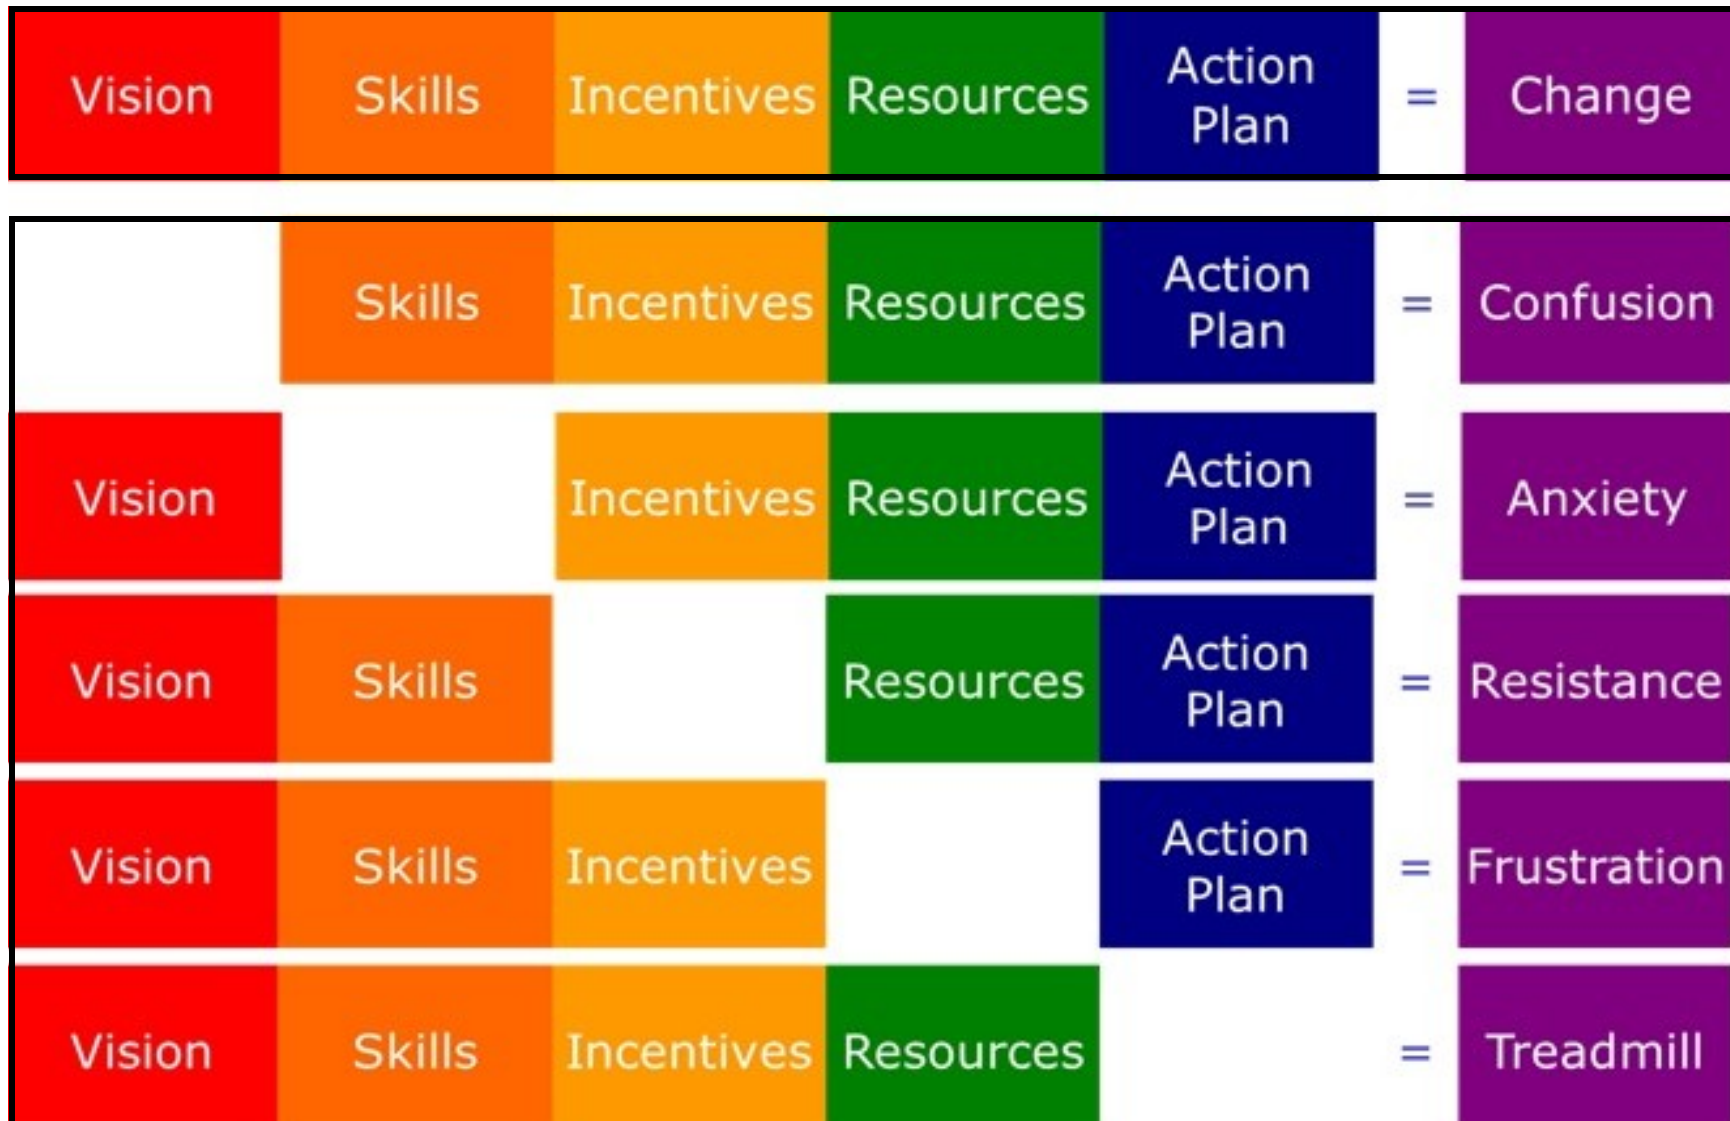 Vision Skills Incentives Resources Action Plan = Change
Skills Incentives Resources Action Plan = Confusion
Vision Incentives Resources Action Plan = Anxiety
Vision Skills Resources Action Plan = Resistance
Vision Skills Incentives Action Plan = Frustration
Vision Skills Incentives Resources = Treadmill